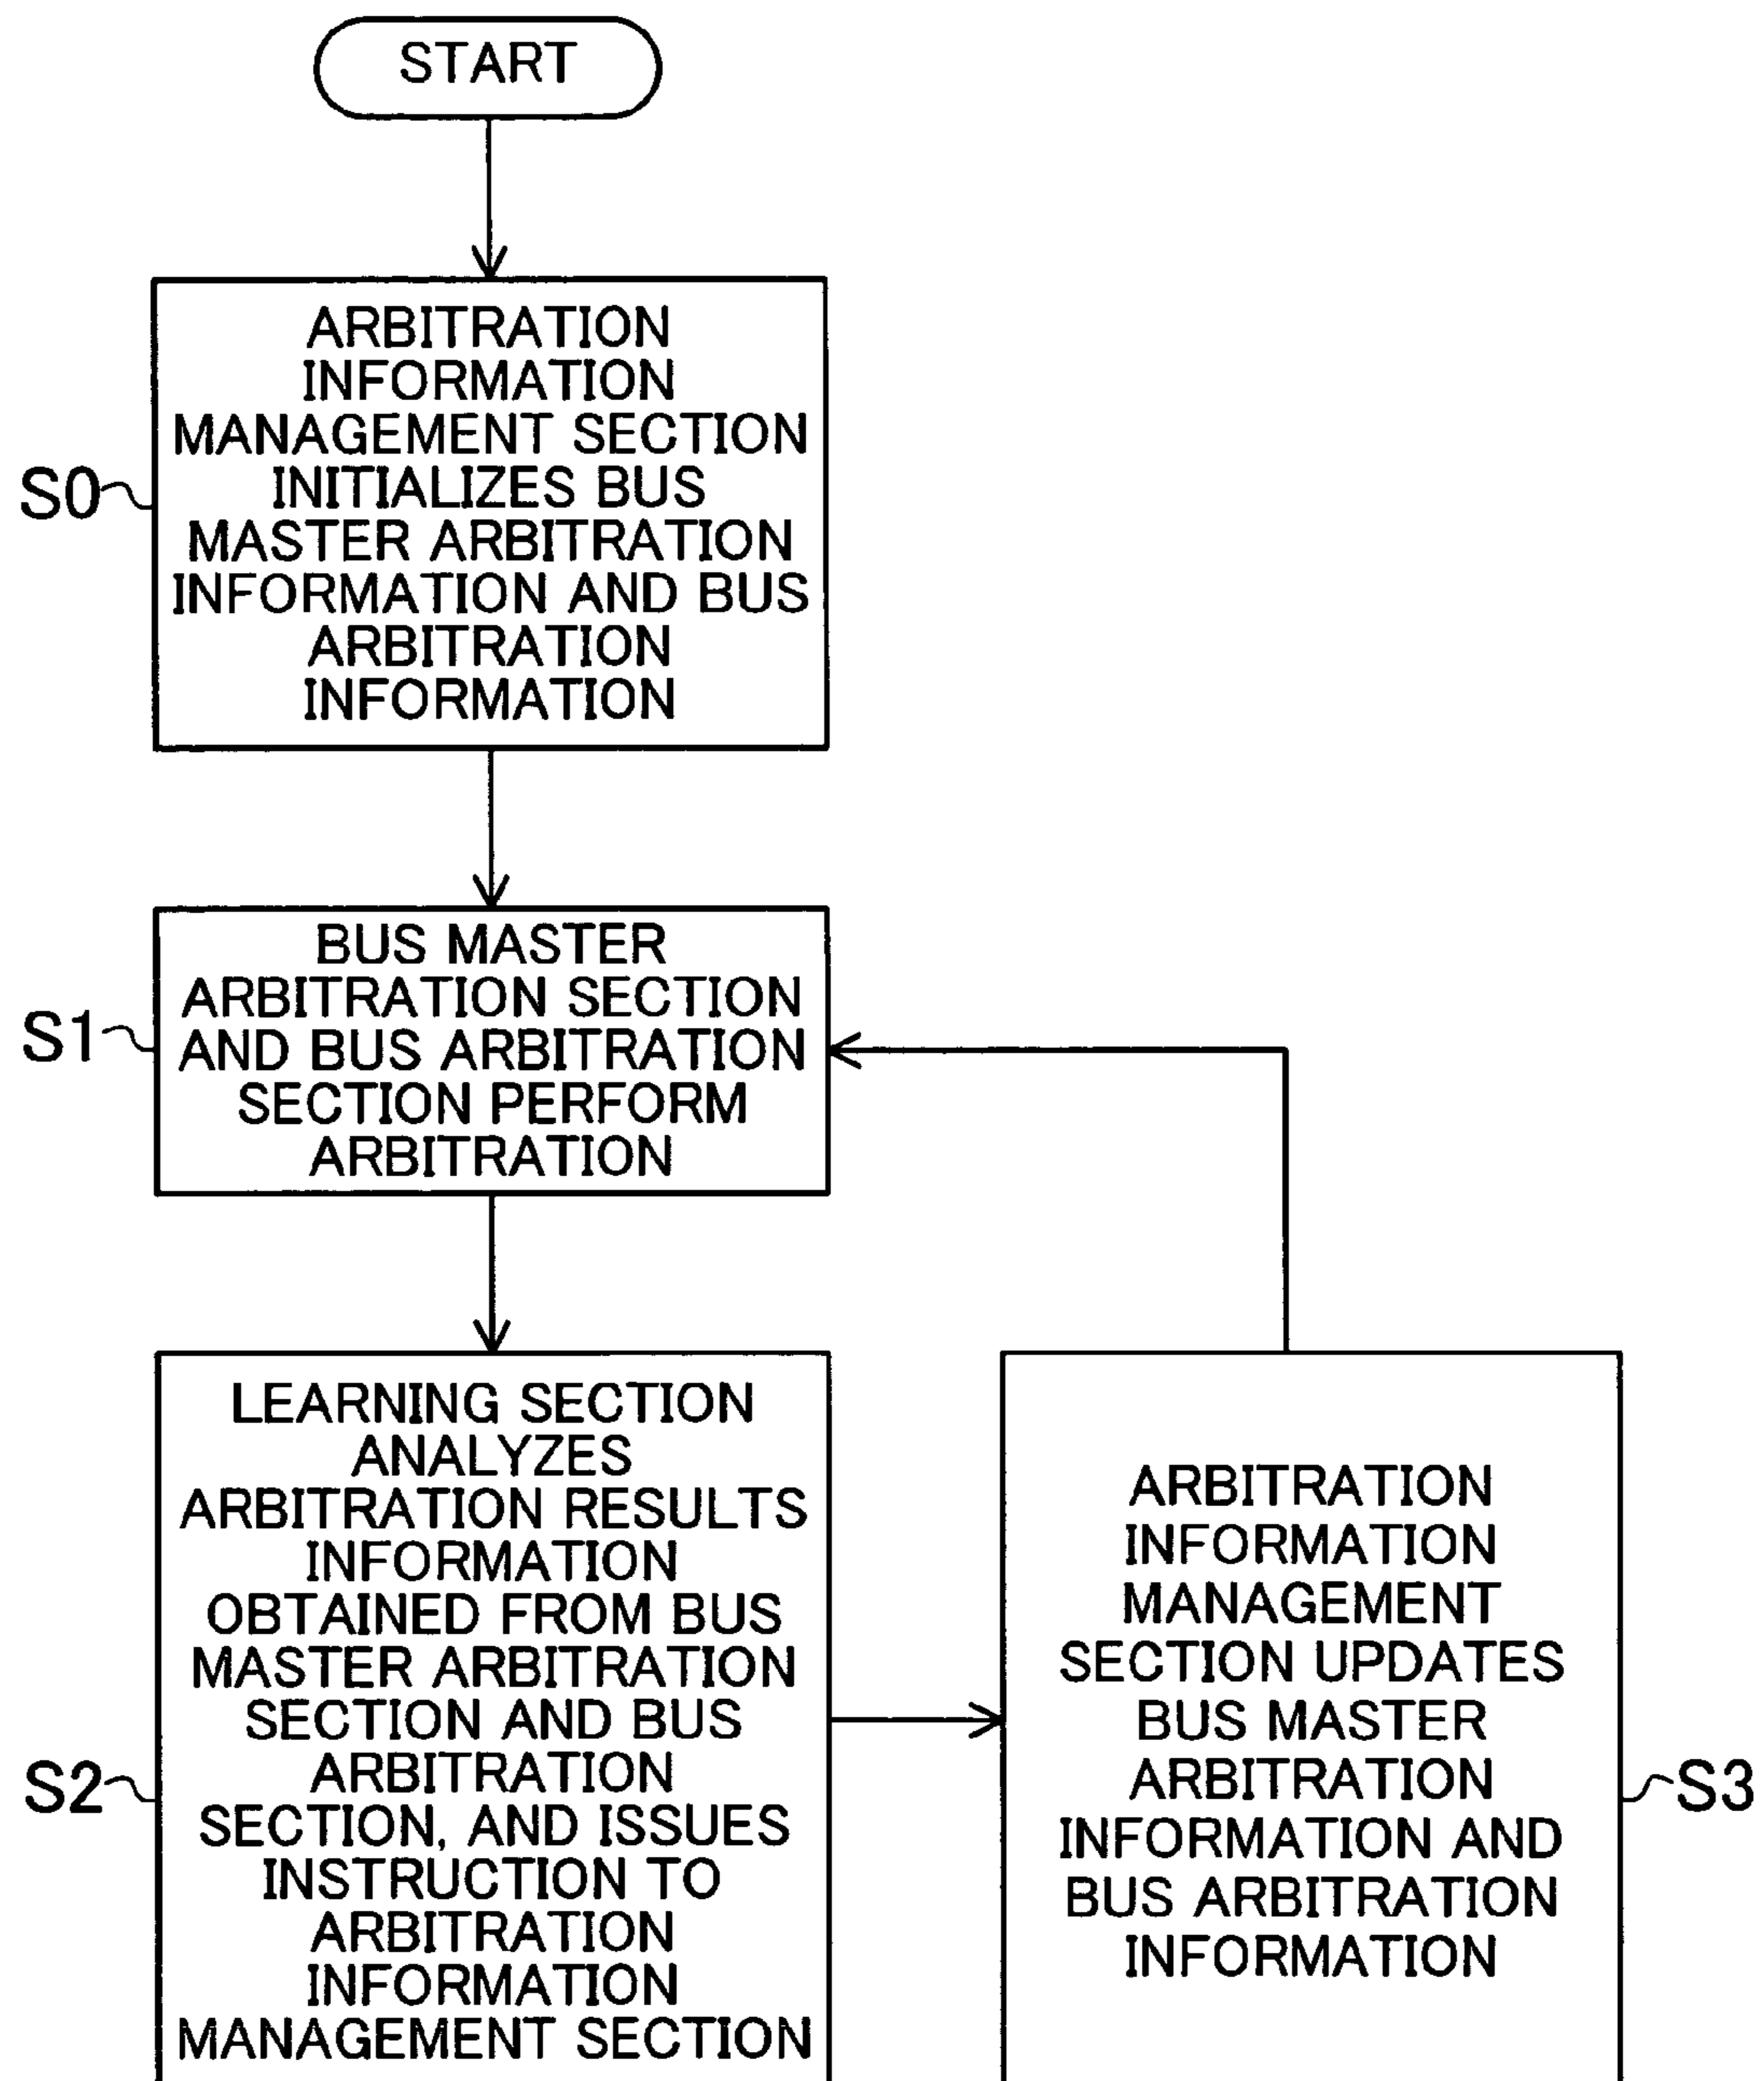 START
ARBITRATION
INFORMATION
MANAGEMENT SECTION
INITIALIZES BUS
MASTER ARBITRATION
INFORMATION AND BUS
ARBITRATION
INFORMATION
S0
BUS MASTER
ARBITRATION SECTION
AND BUS ARBITRATION
SECTION PERFORM
ARBITRATION
S1
LEARNING SECTION
ANALYZES
ARBITRATION RESULTS
INFORMATION
OBTAINED FROM BUS
MASTER ARBITRATION
SECTION AND BUS
ARBITRATION
SECTION, AND ISSUES
INSTRUCTION TO
ARBITRATION
INFORMATION
MANAGEMENT SECTION
S2
ARBITRATION
INFORMATION
MANAGEMENT
SECTION UPDATES
BUS MASTER
ARBITRATION
INFORMATION AND
BUS ARBITRATION
INFORMATION
S3